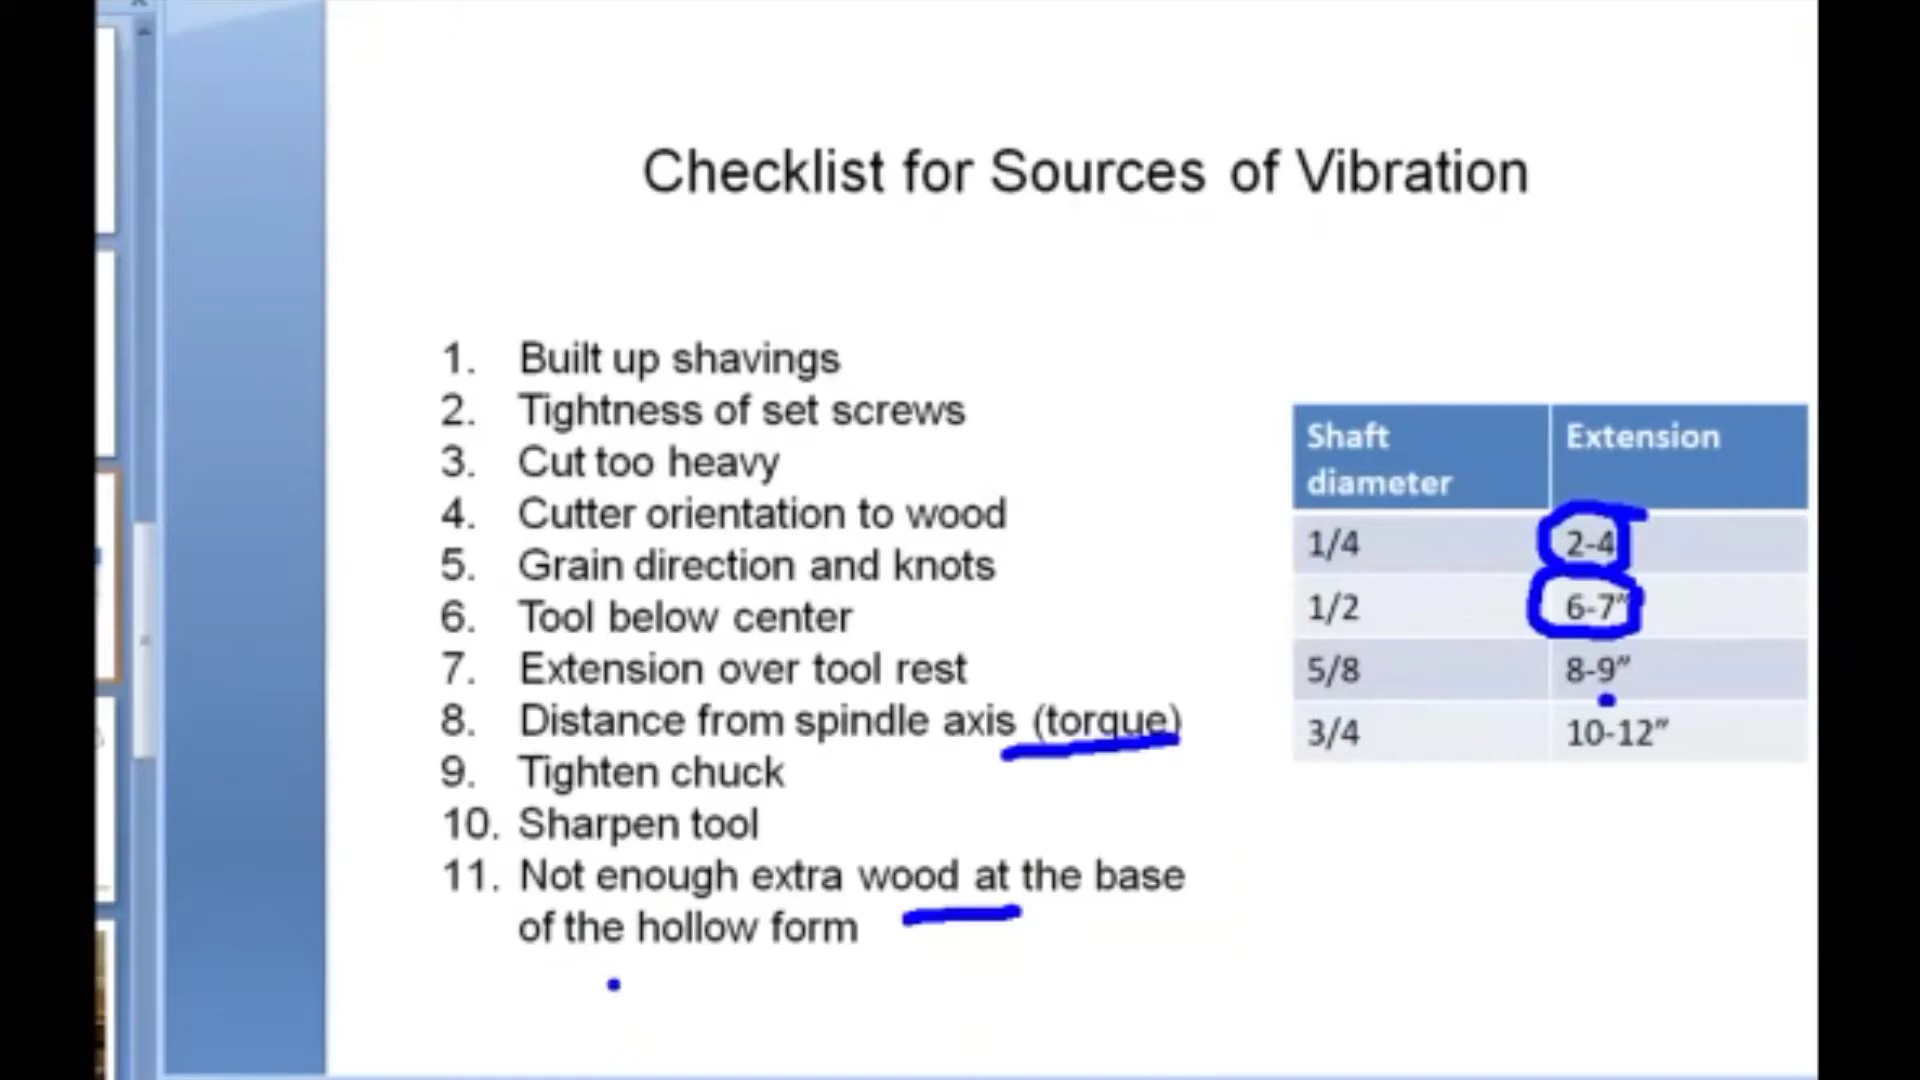 Checklist for Sources of Vibration
1. Built up shavings
2. Tightness of set screws
3. Cut too heavy
4. Cutter orientation to wood
5. Grain direction and knots
6. Tool below center
7. Extension over tool rest
8. Distance from spindle axis (torque)
9. Tighten chuck
10. Sharpen tool
11. Not enough extra wood at the base
of the hollow form
Shaft diameter Extension
1/4 2-4
1/2 6-7”
5/8 8-9”
3/4 10-12”